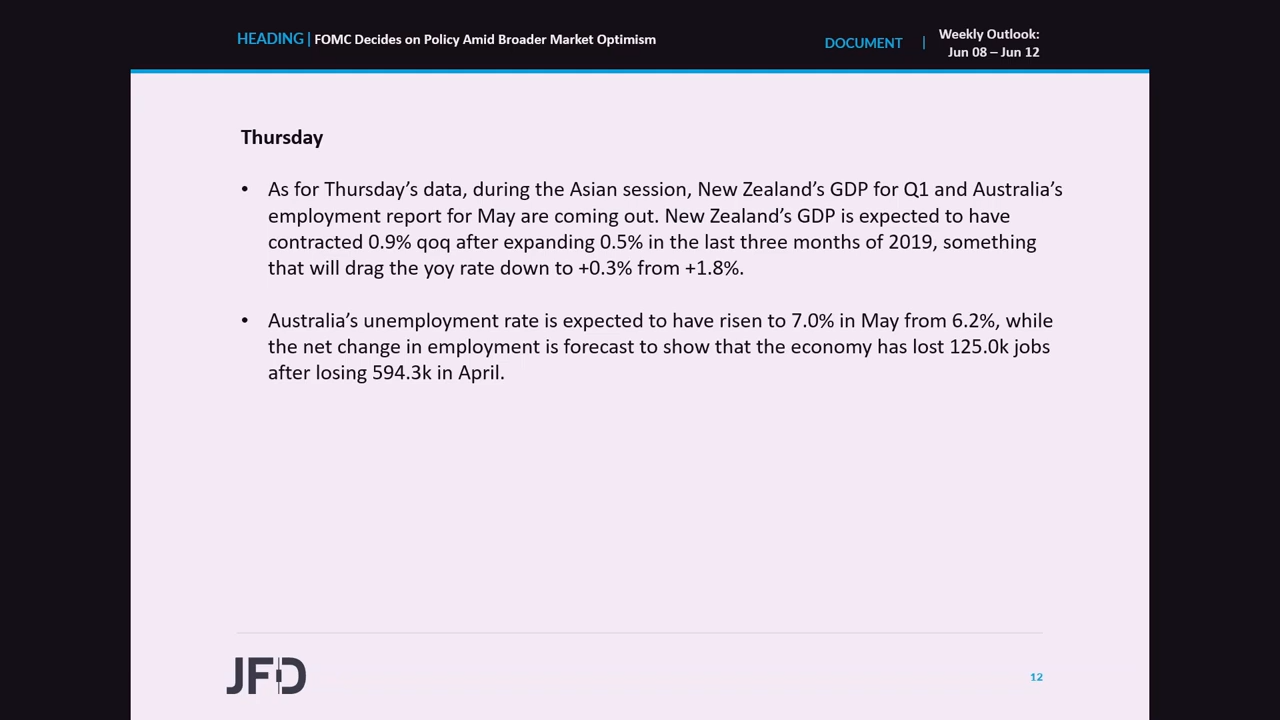 HEADING | FOMC Decides on Policy Amid Broader Market Optimism
DOCUMENT | Weekly Outlook:
Jun 08 – Jun 12
Thursday
• As for Thursday’s data, during the Asian session, New Zealand’s GDP for Q1 and Australia’s
employment report for May are coming out. New Zealand’s GDP is expected to have
contracted 0.9% qoq after expanding 0.5% in the last three months of 2019, something
that will drag the yoy rate down to +0.3% from +1.8%.
• Australia’s unemployment rate is expected to have risen to 7.0% in May from 6.2%, while
the net change in employment is forecast to show that the economy has lost 125.0k jobs
after losing 594.3k in April.
JFD
12